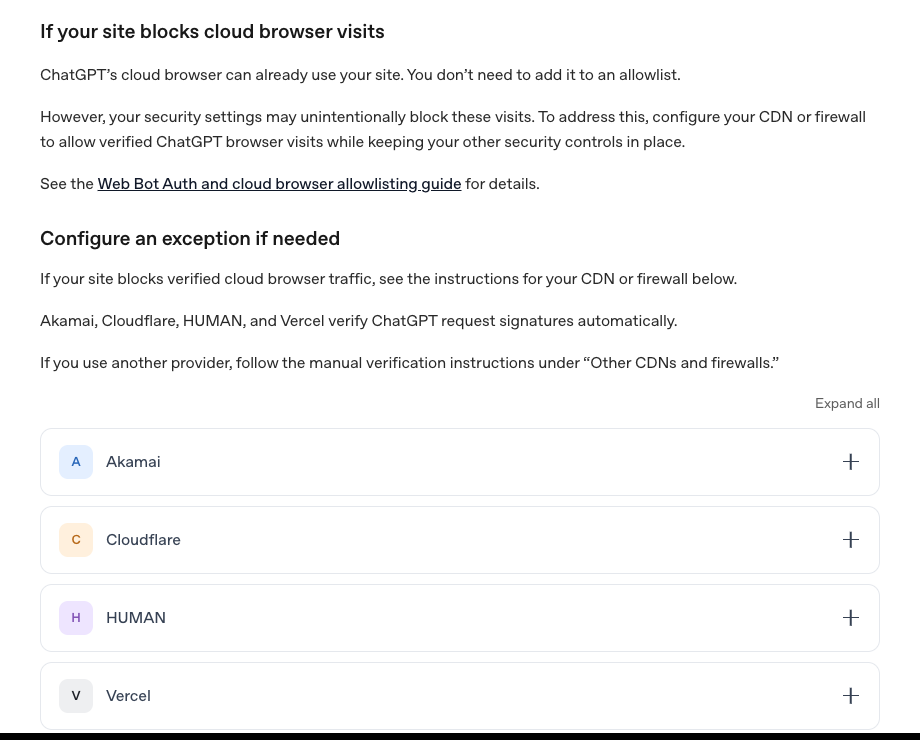 If your site blocks cloud browser visits
ChatGPT’s cloud browser can already use your site. You don’t need to add it to an allowlist.
However, your security settings may unintentionally block these visits. To address this, configure your CDN or firewall
to allow verified ChatGPT browser visits while keeping your other security controls in place.
See the Web Bot Auth and cloud browser allowlisting guide for details.
Configure an exception if needed
If your site blocks verified cloud browser traffic, see the instructions for your CDN or firewall below.
Akamai, Cloudflare, HUMAN, and Vercel verify ChatGPT request signatures automatically.
If you use another provider, follow the manual verification instructions under “Other CDNs and firewalls.”
Expand all
A Akamai
C Cloudflare
H HUMAN
V Vercel